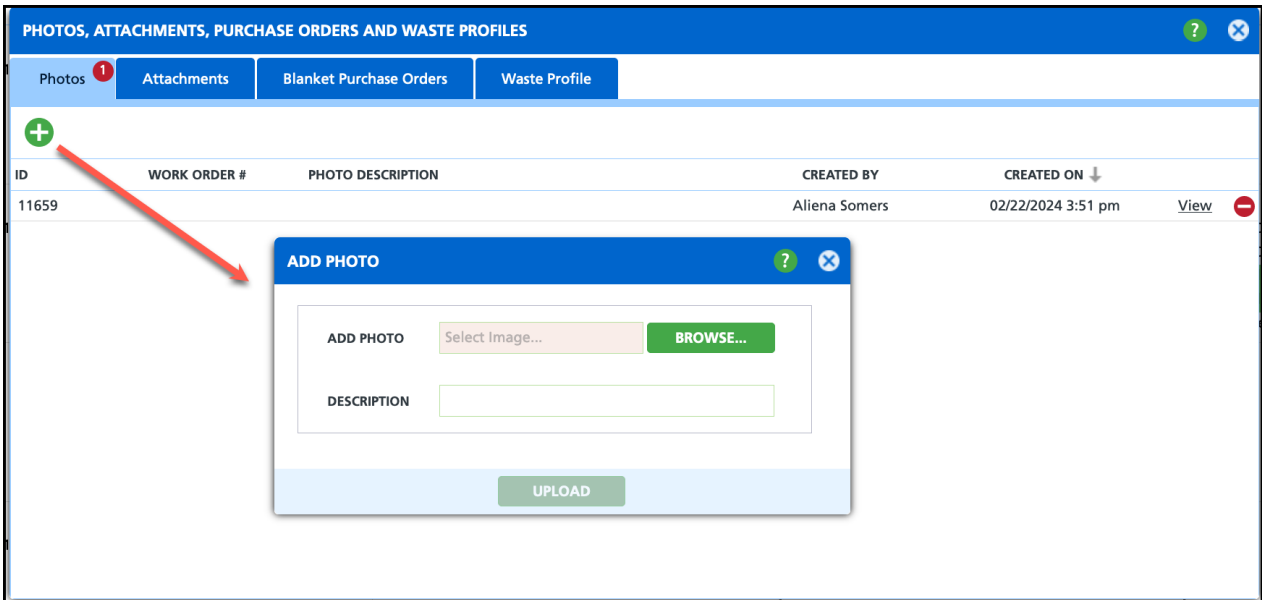 PHOTOS, ATTACHMENTS, PURCHASE ORDERS AND WASTE PROFILES ?
Photos 1 Attachments Blanket Purchase Orders Waste Profile
ID WORK ORDER # PHOTO DESCRIPTION CREATED BY CREATED ON
11659 Aliena Somers 02/22/2024 3:51 pm View
ADD PHOTO ?
ADD PHOTO Select Image... BROWSE...
DESCRIPTION
UPLOAD